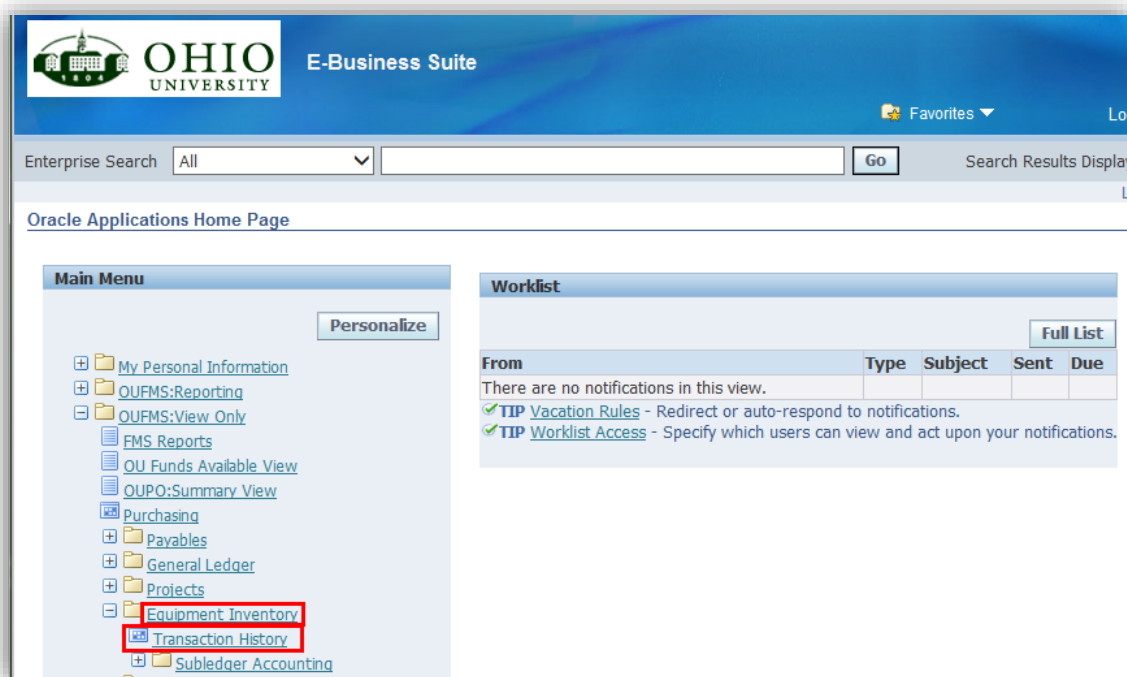 OHIO
UNIVERSITY
1804
E-Business Suite
Favorites
Enterprise Search All Go Search Results
Oracle Applications Home Page
Main Menu
Personalize
My Personal Information
OUFMS:Reporting
OUFMS:View Only
FMS Reports
OU Funds Available View
OUPO:Summary View
Purchasing
Payables
General Ledger
Projects
Equipment Inventory
Transaction History
Subledger Accounting
Worklist
Full List
From Type Subject Sent Due
There are no notifications in this view.
TIP Vacation Rules - Redirect or auto-respond to notifications.
TIP Worklist Access - Specify which users can view and act upon your notifications.